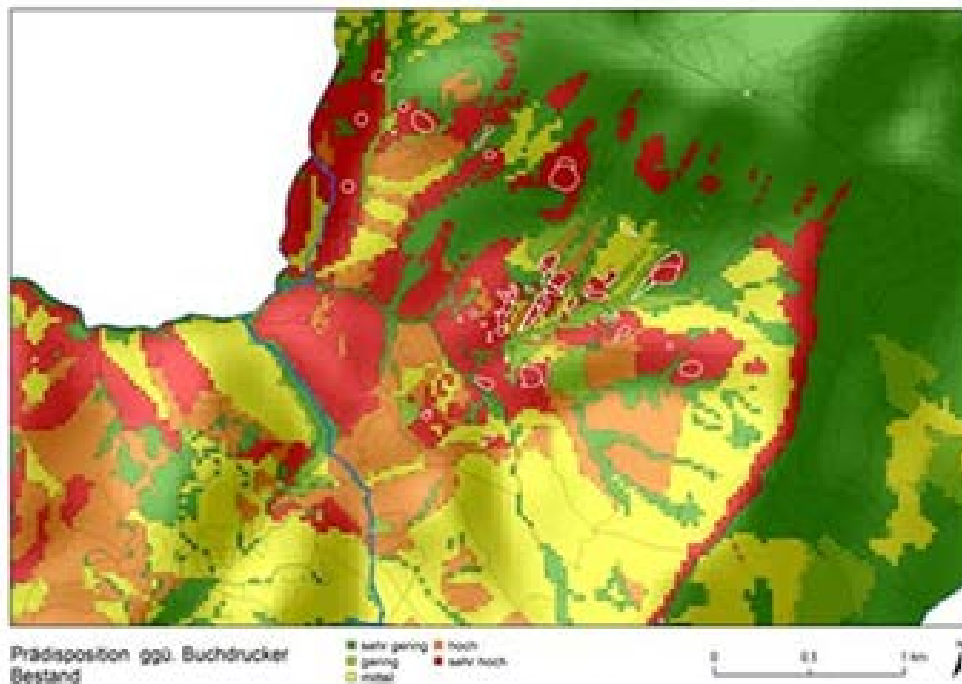 Prädisposition ggü. Buchdrucker
Bestand
sehr gering
gering
mittel
hoch
sehr hoch
0 0.5 1 km
N